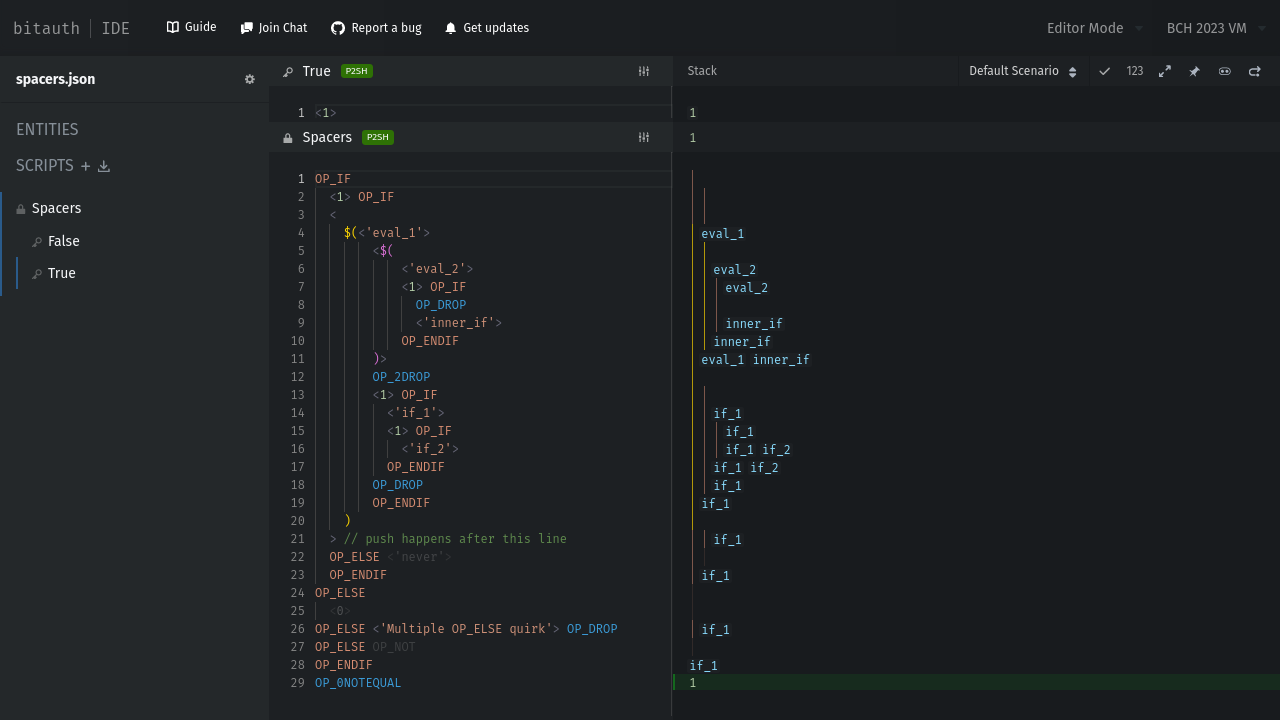 bitauth | IDE Guide Join Chat Report a bug Get updates Editor Mode BCH 2023 VM
spacers.json
ENTITIES
SCRIPTS +
Spacers
False
True
True P2SH
1 <1>
Spacers P2SH
1 OP_IF
2 <1> OP_IF
3 <
4 $(<'eval_1'>
5 <$(
6 <'eval_2'>
7 <1> OP_IF
8 OP_DROP
9 <'inner_if'>
10 OP_ENDIF
11 )>
12 OP_2DROP
13 <1> OP_IF
14 <'if_1'>
15 <1> OP_IF
16 <'if_2'>
17 OP_ENDIF
18 OP_DROP
19 OP_ENDIF
20 )
21 > // push happens after this line
22 OP_ELSE <'never'>
23 OP_ENDIF
24 OP_ELSE
25 <0>
26 OP_ELSE <'Multiple OP_ELSE quirk'> OP_DROP
27 OP_ELSE OP_NOT
28 OP_ENDIF
29 OP_0NOTEQUAL
Stack Default Scenario 123
1
1
eval_1
eval_2
eval_2
inner_if
inner_if
eval_1 inner_if
if_1
if_1
if_1 if_2
if_1 if_2
if_1
if_1
if_1
if_1
if_1
if_1
1